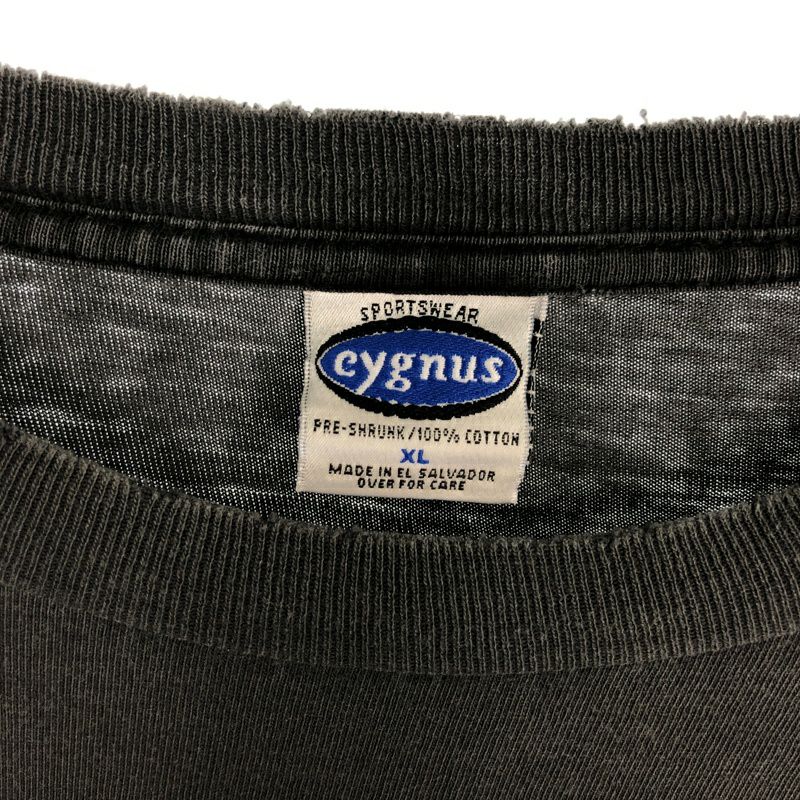 SPORTSWEAR
cygnus
PRE-SHRUNK/100% COTTON
XL
MADE IN EL SALVADOR
OVER FOR CARE